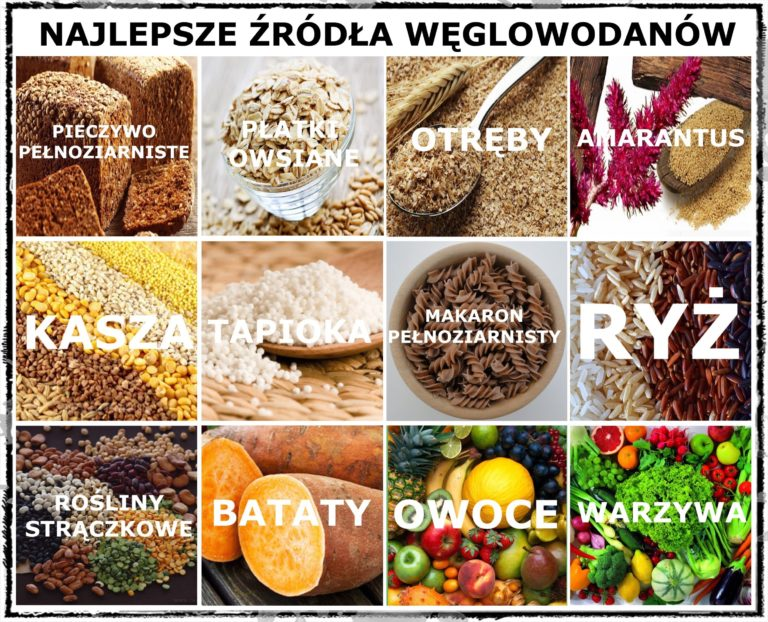 NAJLEPSZE ŹRÓDŁA WĘGLOWODANÓW
PIECZYWO
PEŁNOZIARNISTE
PŁATKI
OWSIANE
OTRĘBY
AMARANTUS
KASZA
TAPIOKA
MAKARON
PEŁNOZIARNISTY
RYŻ
ROŚLINY
STRĄCZKOWE
BATATY
OWOCE
WARZYWA